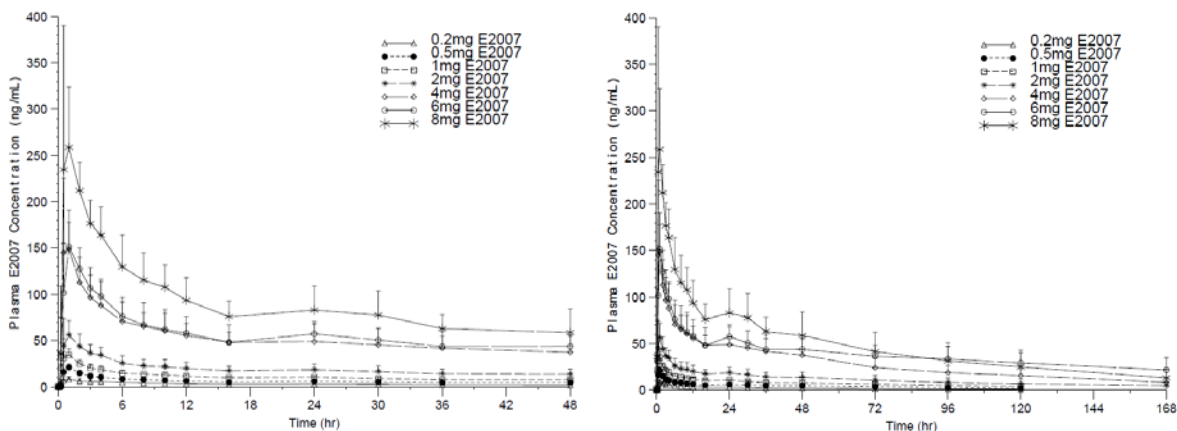 400
350
300
250
200
150
100
50
0
Plasma E2007 Concentration (ng/mL)
0.2mg E2007
0.5mg E2007
1mg E2007
2mg E2007
4mg E2007
6mg E2007
8mg E2007
0 6 12 18 24 30 36 42 48
Time (hr)
400
350
300
250
200
150
100
50
0
Plasma E2007 Concentration (ng/mL)
0.2mg E2007
0.5mg E2007
1mg E2007
2mg E2007
4mg E2007
6mg E2007
8mg E2007
0 24 48 72 96 120 144 168
Time (hr)